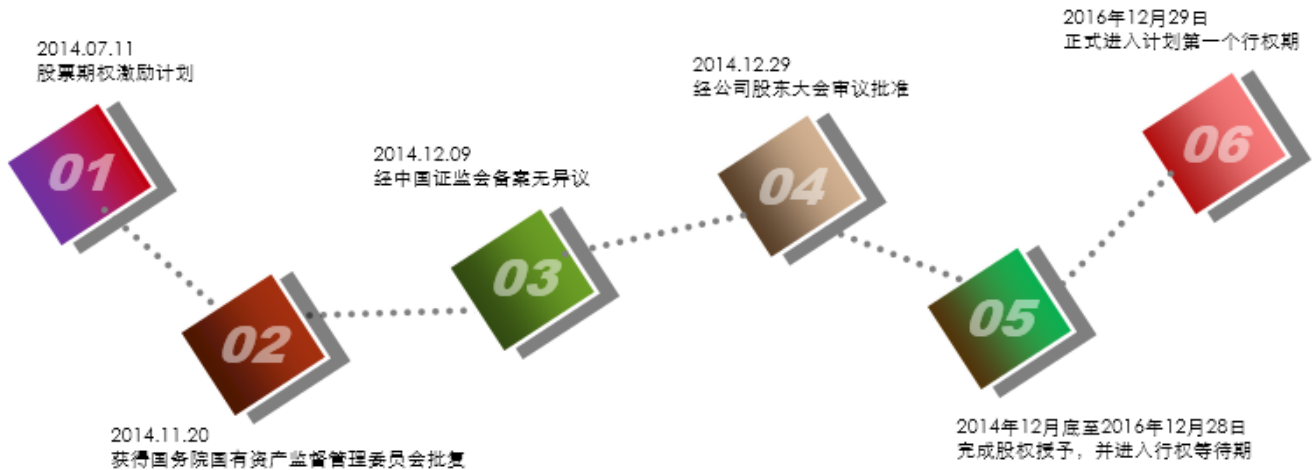 2014.07.11
股票期权激励计划
01
2014.11.20
获得国务院国有资产监督管理委员会批复
02
2014.12.09
经中国证监会备案无异议
03
2014.12.29
经公司股东大会审议批准
04
2014年12月底至2016年12月28日
完成股权授予，并进入行权等待期
05
2016年12月29日
正式进入计划第一个行权期
06